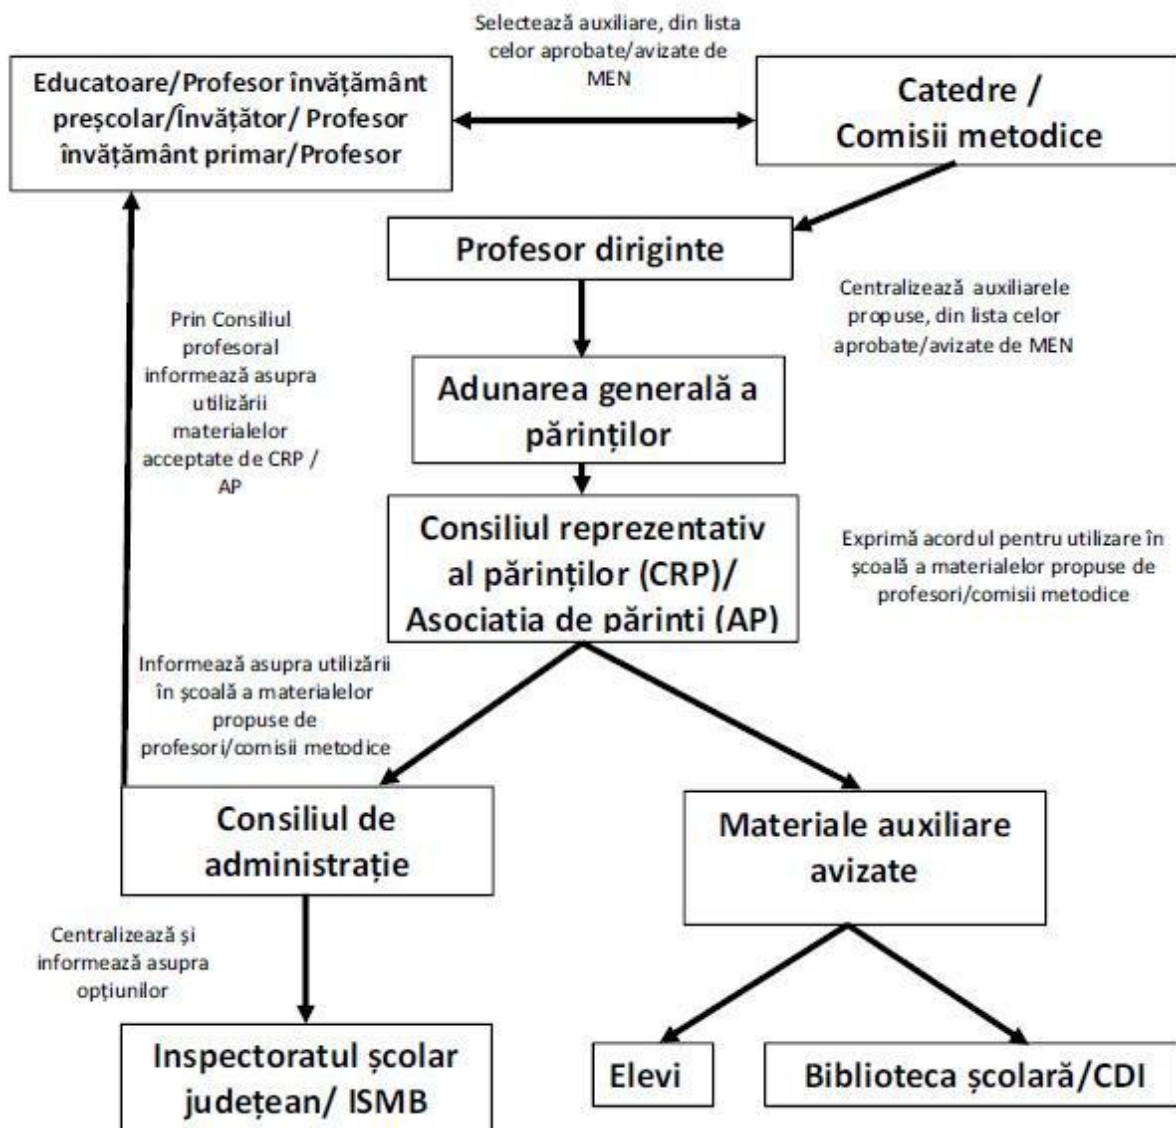 Selectează auxiliare, din lista
celor aprobate/avizate de
MEN
Educatoare/Profesor învățământ
preșcolar/Învățător/ Profesor
învățământ primar/Profesor
Catedre /
Comisii metodice
Profesor diriginte
Centralizează auxiliarele
propuse, din lista celor
aprobate/avizate de MEN
Prin Consiliul
profesoral
informează asupra
utilizării
materialelor
acceptate de CRP /
AP
Adunarea generală a
părinților
Consiliul reprezentativ
al părinților (CRP)/
Asociatia de părinti (AP)
Exprimă acordul pentru utilizare în
școală a materialelor propuse de
profesori/comisii metodice
Informează asupra utilizării
în școală a materialelor
propuse de
profesori/comisii metodice
Consiliul de
administrație
Materiale auxiliare
avizate
Centralizează și
informează asupra
opțiunilor
Inspectoratul școlar
județean/ ISMB
Elevi
Biblioteca școlară/CDI